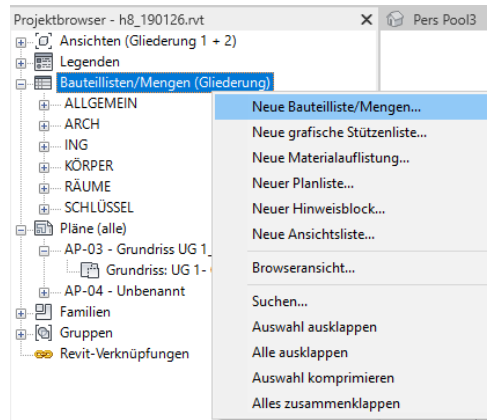 Projektbrowser - h8_190126.rvt
Pers Pool3
Ansichten (Gliederung 1 + 2)
Legenden
Bauteillisten/Mengen (Gliederung)
ALLGEMEIN
ARCH
ING
KÖRPER
RÄUME
SCHLÜSSEL
Pläne (alle)
AP-03 - Grundriss UG 1_
Grundriss: UG 1-
AP-04 - Unbenannt
Familien
Gruppen
Revit-Verknüpfungen
Neue Bauteilliste/Mengen...
Neue grafische Stützenliste...
Neue Materialauflistung...
Neuer Planliste...
Neuer Hinweisblock...
Neue Ansichtsliste...
Browseransicht...
Suchen...
Auswahl ausklappen
Alle ausklappen
Auswahl komprimieren
Alles zusammenklappen